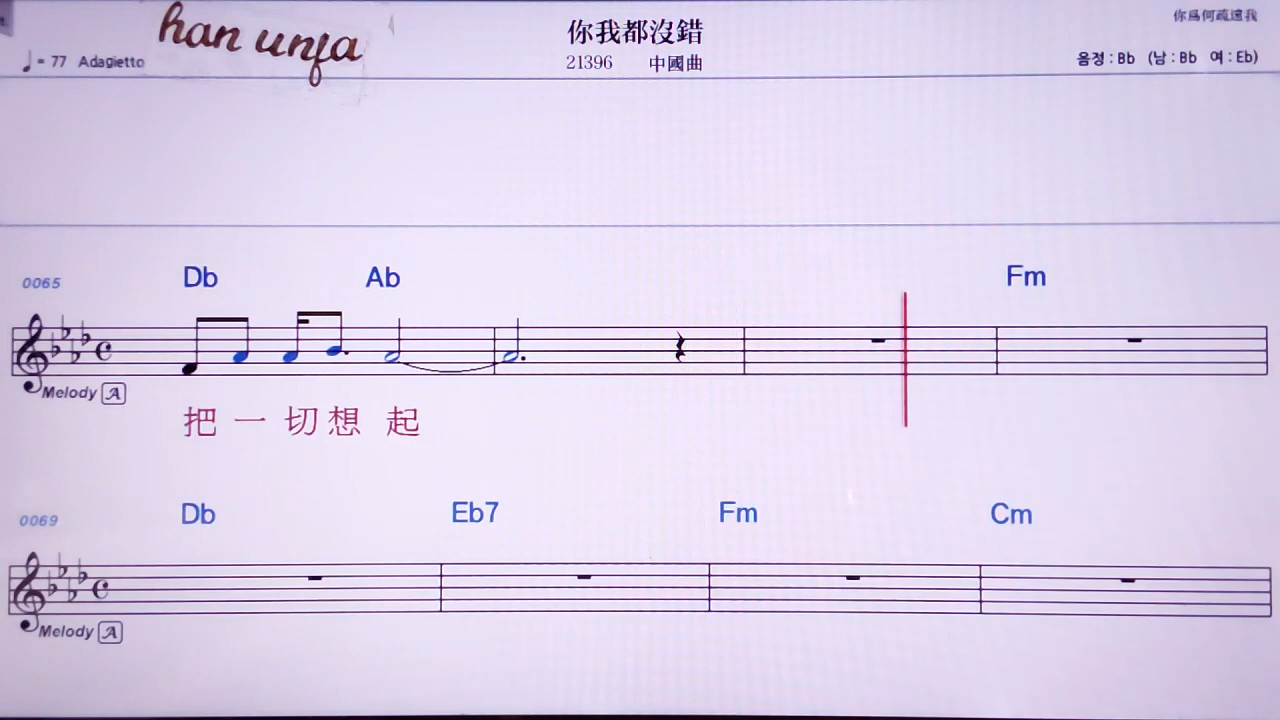 han unfa
♩= 77 Adagietto
你我都沒錯
21396 中國曲
你爲何疏遠我
음정 : Bb (남 : Bb 여 : Eb)
0065 Db Ab Fm
Melody A
把 一 切 想 起
0069 Db Eb7 Fm Cm
Melody A